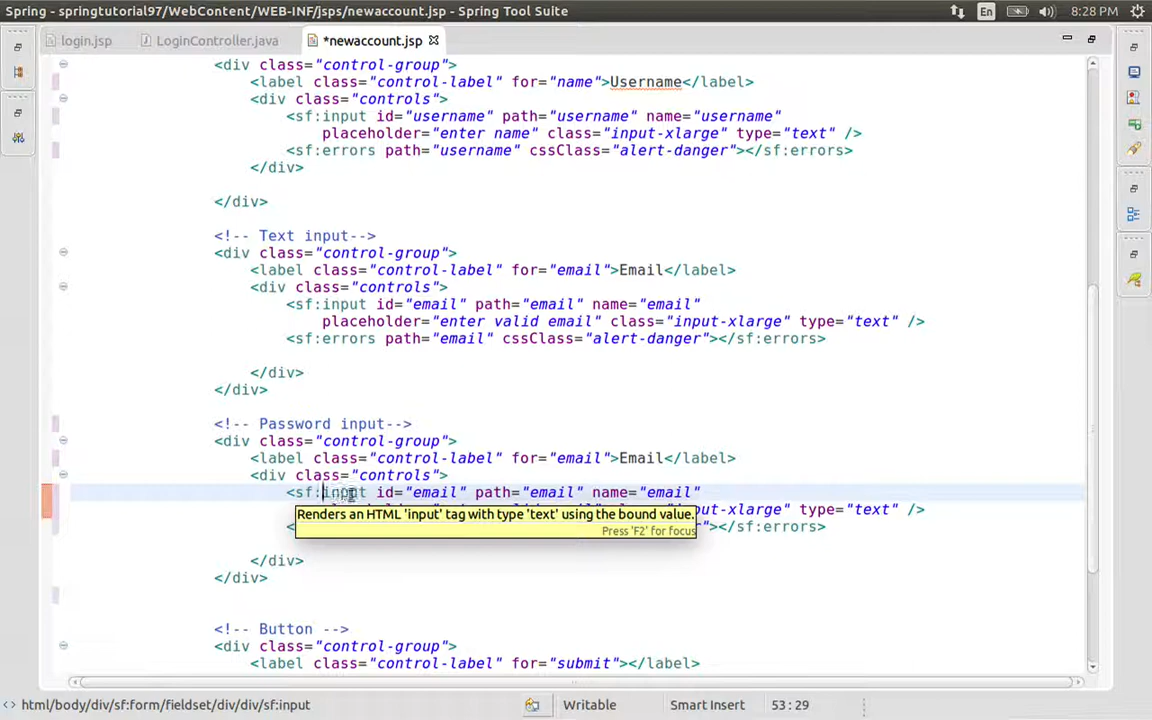 Spring - springtutorial97/WebContent/WEB-INF/jsps/newaccount.jsp - Spring Tool Suite
En
8:28 PM
login.jsp
LoginController.java
*newaccount.jsp
<div class="control-group">
<label class="control-label" for="name">Username</label>
<div class="controls">
<sf:input id="username" path="username" name="username"
placeholder="enter name" class="input-xlarge" type="text" />
<sf:errors path="username" cssClass="alert-danger"></sf:errors>
</div>
</div>
<!-- Text input-->
<div class="control-group">
<label class="control-label" for="email">Email</label>
<div class="controls">
<sf:input id="email" path="email" name="email"
placeholder="enter valid email" class="input-xlarge" type="text" />
<sf:errors path="email" cssClass="alert-danger"></sf:errors>
</div>
</div>
<!-- Password input-->
<div class="control-group">
<label class="control-label" for="email">Email</label>
<div class="controls">
<sf:input id="email" path="email" name="email"
put-xlarge" type="text" />
Renders an HTML 'input' tag with type 'text' using the bound value.
"></sf:errors>
Press 'F2' for focus
</div>
</div>
<!-- Button -->
<div class="control-group">
<label class="control-label" for="submit"></label>
html/body/div/sf:form/fieldset/div/div/sf:input
Writable
Smart Insert
53 : 29